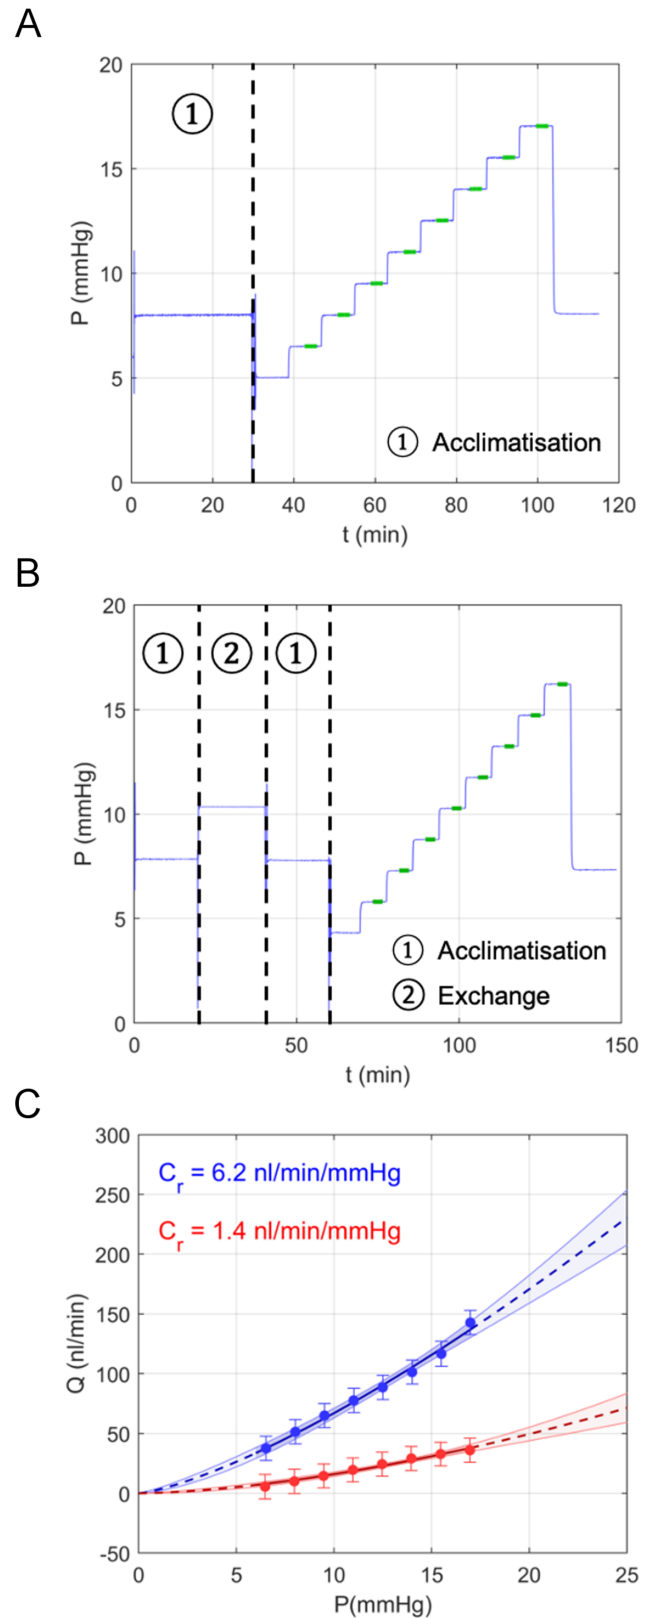 A
20
15
10
5
0
P (mmHg)
①
① Acclimatisation
0 20 40 60 80 100 120
t (min)
B
20
15
10
5
0
P (mmHg)
① ② ①
① Acclimatisation
② Exchange
0 50 100 150
t (min)
C
300
250
200
150
100
50
0
-50
Q (nl/min)
Cr = 6.2 nl/min/mmHg
Cr = 1.4 nl/min/mmHg
0 5 10 15 20 25
P(mmHg)